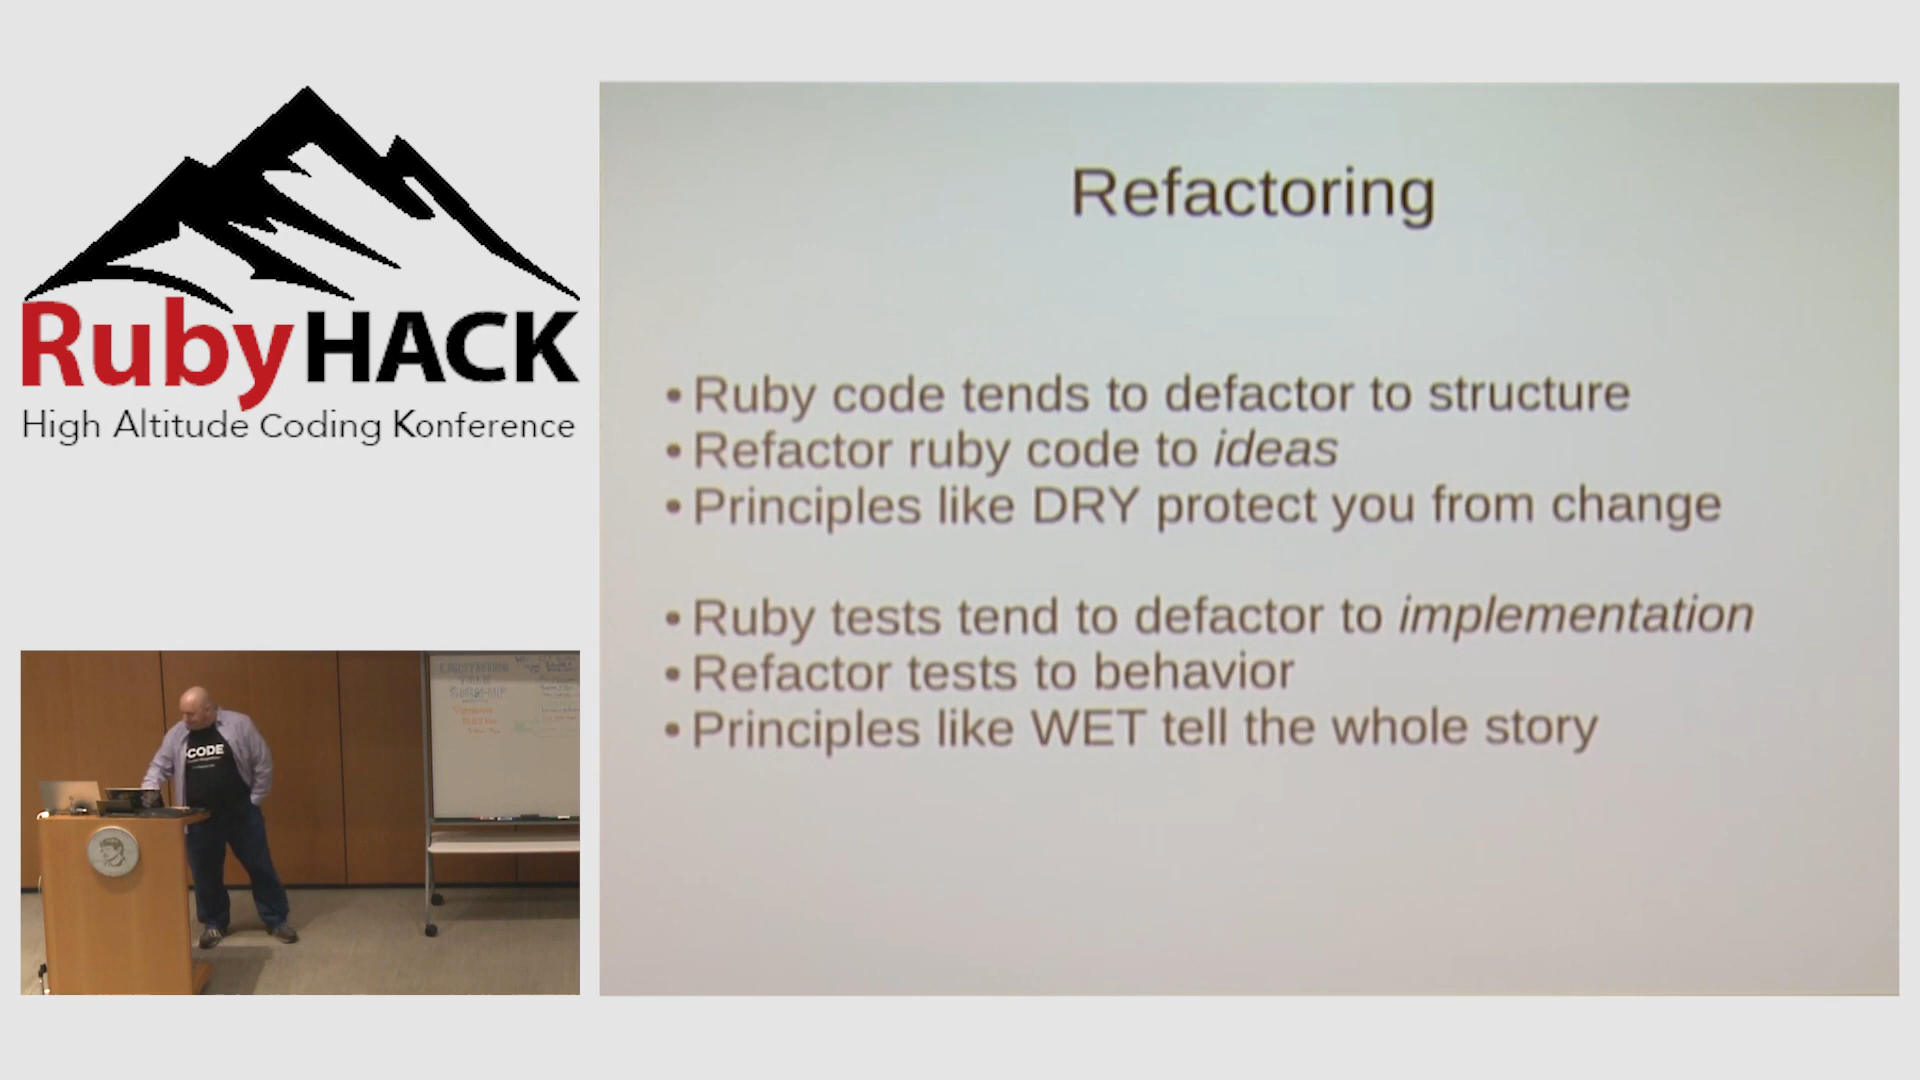 RubyHACK
High Altitude Coding Konference
Refactoring
• Ruby code tends to defactor to structure
• Refactor ruby code to ideas
• Principles like DRY protect you from change
• Ruby tests tend to defactor to implementation
• Refactor tests to behavior
• Principles like WET tell the whole story
CODE